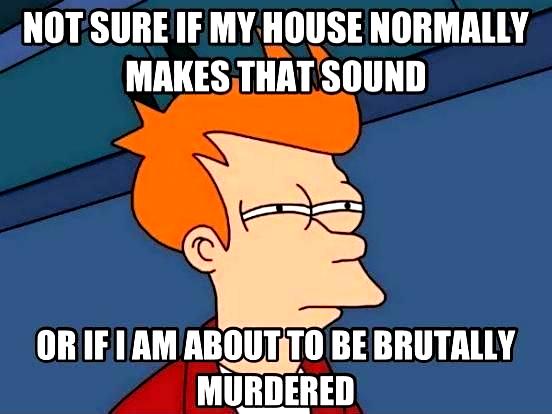 NOT SURE IF MY HOUSE NORMALLY
MAKES THAT SOUND
OR IF I AM ABOUT TO BE BRUTALLY
MURDERED